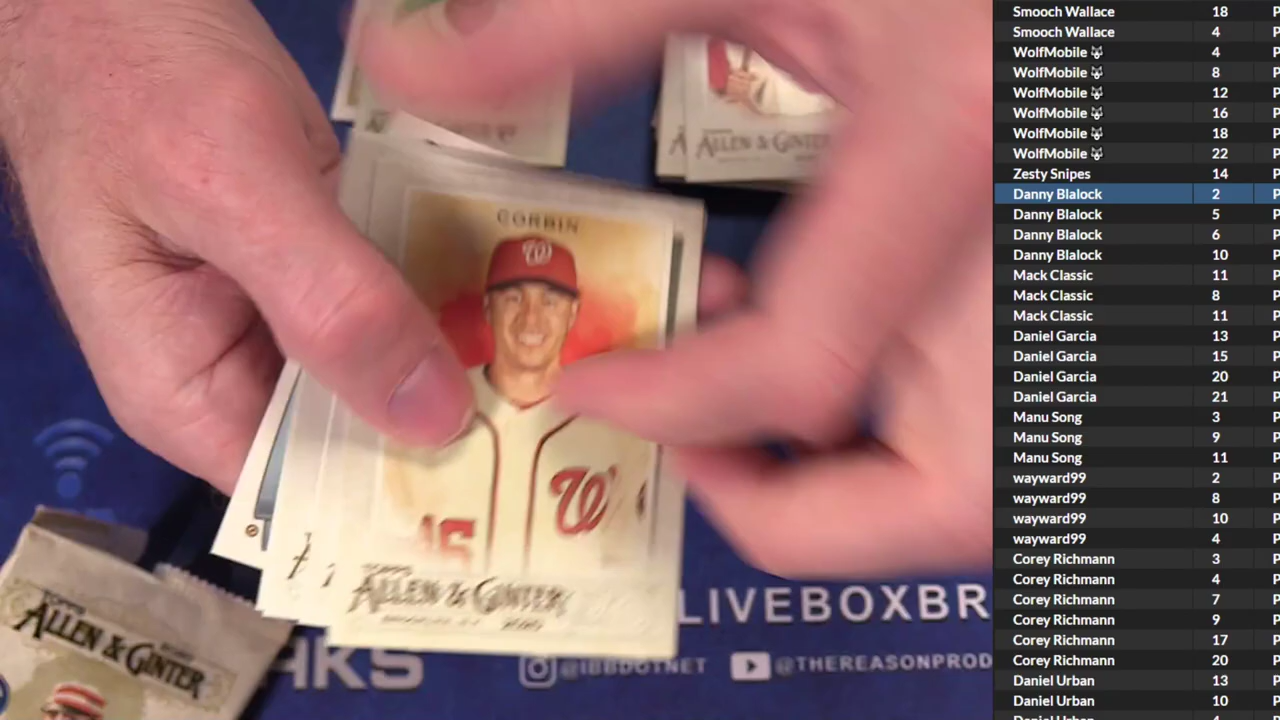 CORBIN
W
W
TOPPS
ALLEN & GINTER
2020
ALLEN & GINTER
TOPPS
ALLEN & GINTER
LIVEBOXBR
AKS
@IBBDOTNET
@THEREASONPROD
Smooch Wallace 18 P
Smooch Wallace 4 P
WolfMobile 🐺 4 P
WolfMobile 🐺 8 P
WolfMobile 🐺 12 P
WolfMobile 🐺 16 P
WolfMobile 🐺 18 P
WolfMobile 🐺 22 P
Zesty Snipes 14 P
Danny Blalock 2 P
Danny Blalock 5 P
Danny Blalock 6 P
Danny Blalock 10 P
Mack Classic 11 P
Mack Classic 8 P
Mack Classic 11 P
Daniel Garcia 13 P
Daniel Garcia 15 P
Daniel Garcia 20 P
Daniel Garcia 21 P
Manu Song 3 P
Manu Song 9 P
Manu Song 11 P
wayward99 2 P
wayward99 8 P
wayward99 10 P
wayward99 4 P
Corey Richmann 3 P
Corey Richmann 4 P
Corey Richmann 7 P
Corey Richmann 9 P
Corey Richmann 17 P
Corey Richmann 20 P
Daniel Urban 13 P
Daniel Urban 10 P